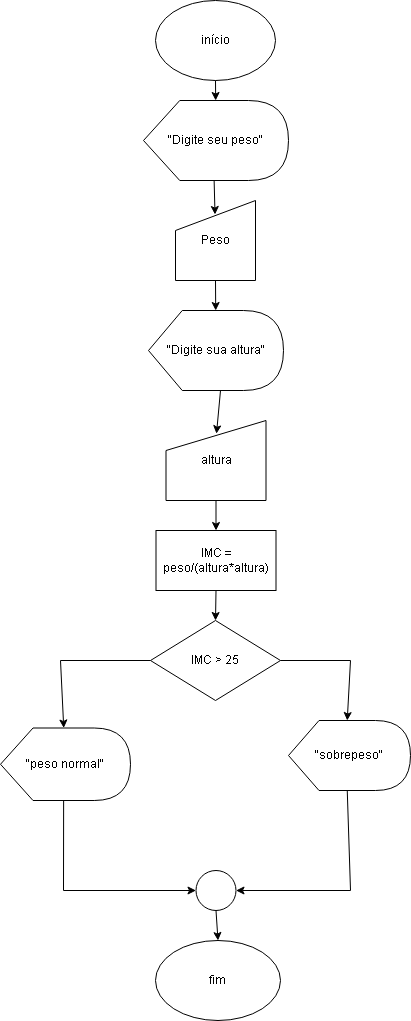 início
"Digite seu peso"
Peso
"Digite sua altura"
altura
IMC =
peso/(altura*altura)
IMC > 25
"peso normal"
"sobrepeso"
fim